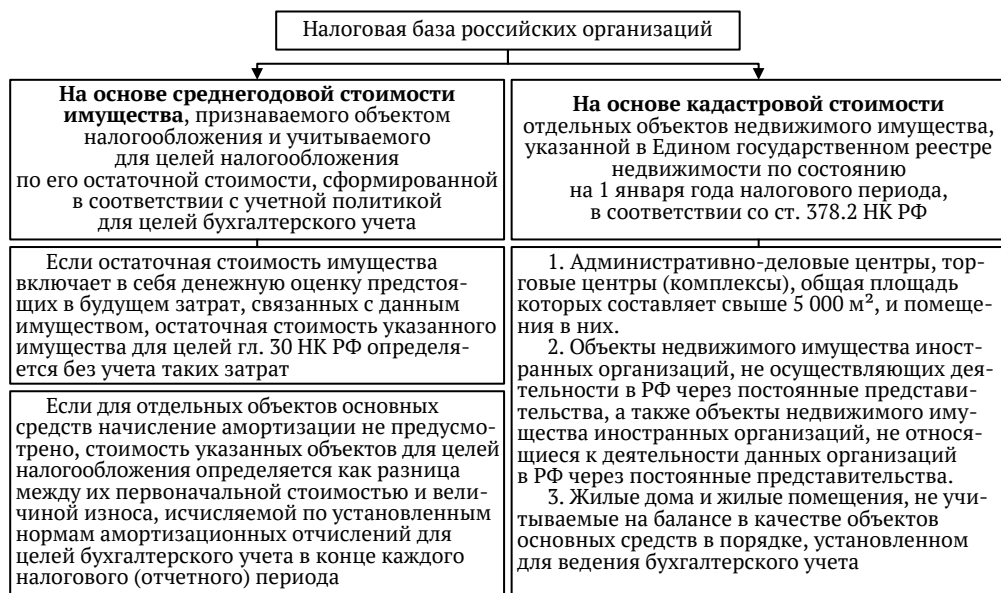 Налоговая база российских организаций
На основе среднегодовой стоимости
имущества, признаваемого объектом
налогообложения и учитываемого
для целей налогообложения
по его остаточной стоимости, сформированной
в соответствии с учетной политикой
для целей бухгалтерского учета
Если остаточная стоимость имущества
включает в себя денежную оценку предстоя-
щих в будущем затрат, связанных с данным
имуществом, остаточная стоимость указанного
имущества для целей гл. 30 НК РФ определя-
ется без учета таких затрат
Если для отдельных объектов основных
средств начисление амортизации не предусмо-
трено, стоимость указанных объектов для целей
налогообложения определяется как разница
между их первоначальной стоимостью и вели-
чиной износа, исчисляемой по установленным
нормам амортизационных отчислений для
целей бухгалтерского учета в конце каждого
налогового (отчетного) периода
На основе кадастровой стоимости
отдельных объектов недвижимого имущества,
указанной в Едином государственном реестре
недвижимости по состоянию
на 1 января года налогового периода,
в соответствии со ст. 378.2 НК РФ
1. Административно-деловые центры, тор-
говые центры (комплексы), общая площадь
которых составляет свыше 5 000 м², и помеще-
ния в них.
2. Объекты недвижимого имущества иност-
ранных организаций, не осуществляющих дея-
тельности в РФ через постоянные представи-
тельства, а также объекты недвижимого иму-
щества иностранных организаций, не относя-
щиеся к деятельности данных организаций
в РФ через постоянные представительства.
3. Жилые дома и жилые помещения, не учи-
тываемые на балансе в качестве объектов
основных средств в порядке, установленном
для ведения бухгалтерского учета